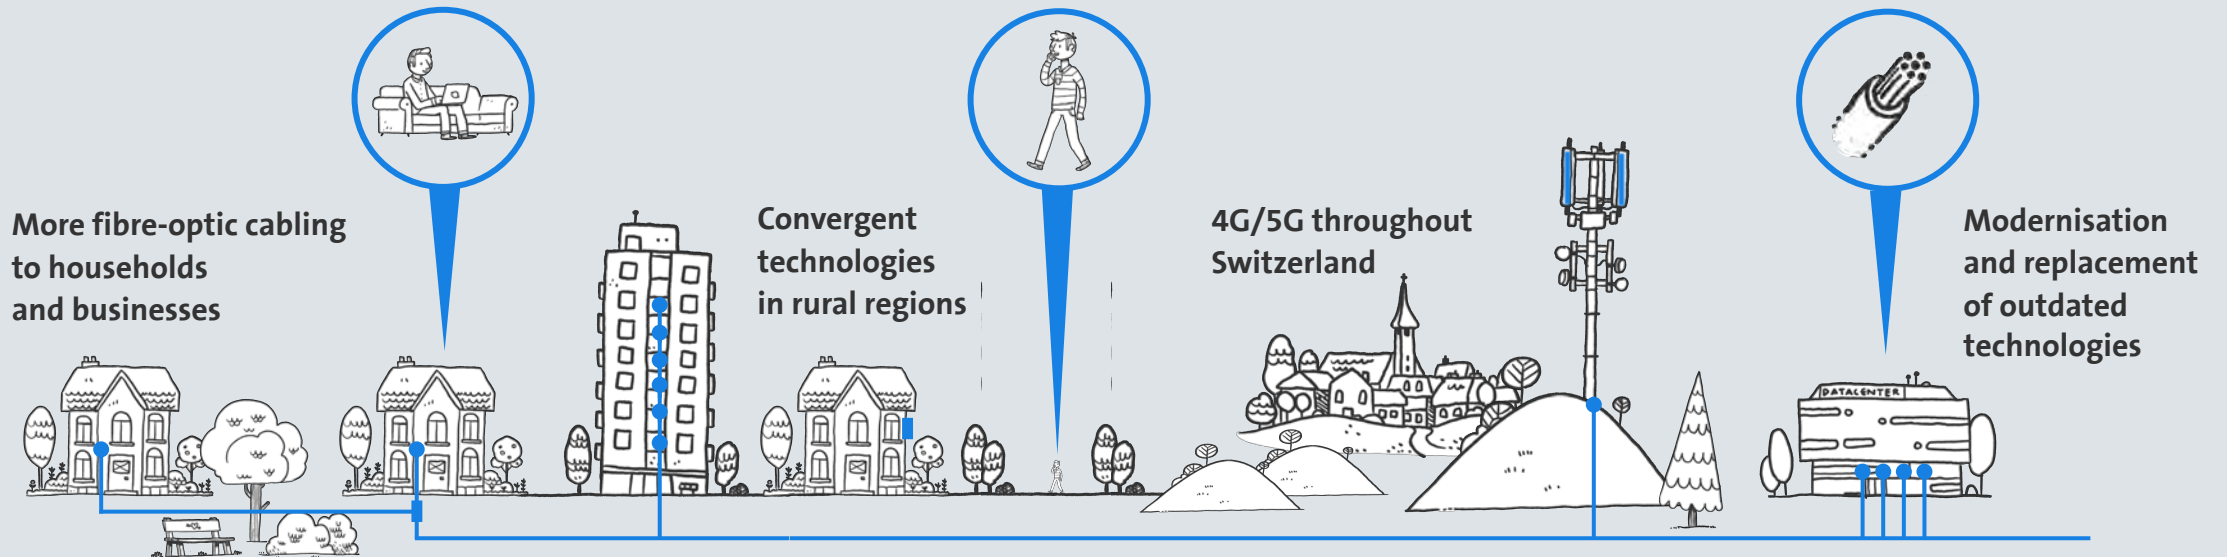 More fibre-optic cabling
to households
and businesses
Convergent
technologies
in rural regions
4G/5G throughout
Switzerland
Modernisation
and replacement
of outdated
technologies
DATACENTER